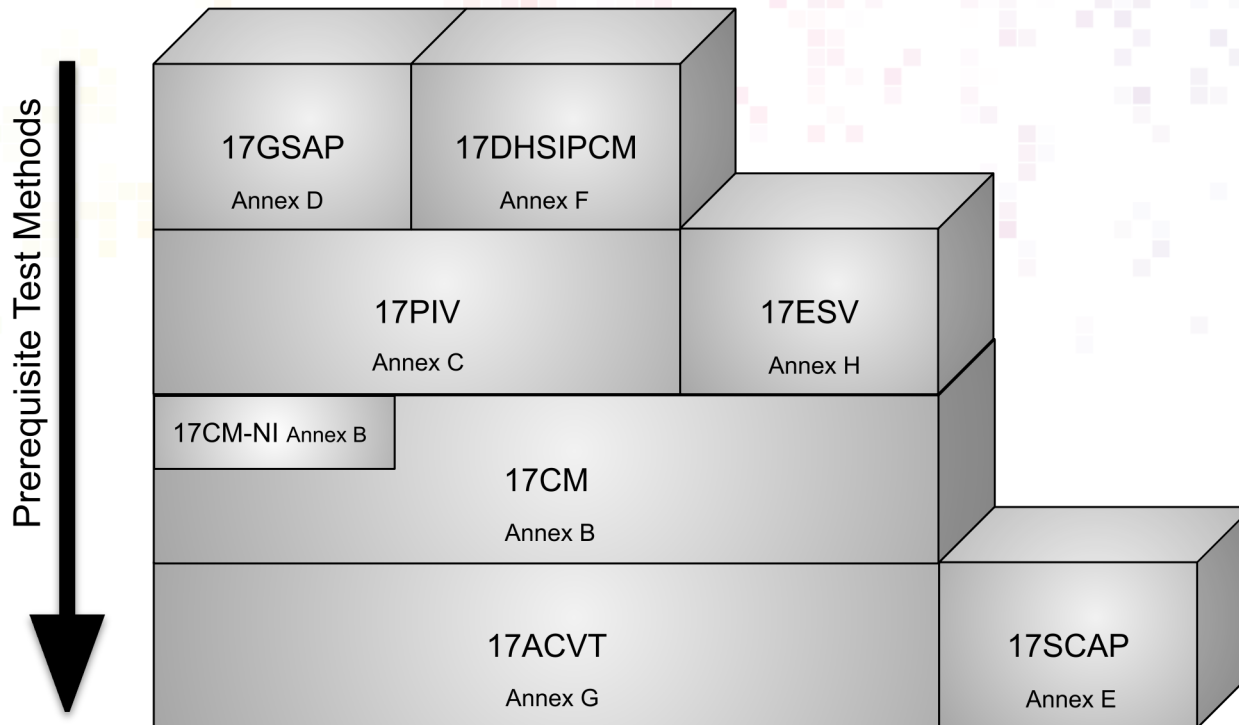 Prerequisite Test Methods
17GSAP
Annex D
17DHSIPCM
Annex F
17PIV
Annex C
17ESV
Annex H
17CM-NI Annex B
17CM
Annex B
17ACVT
Annex G
17SCAP
Annex E